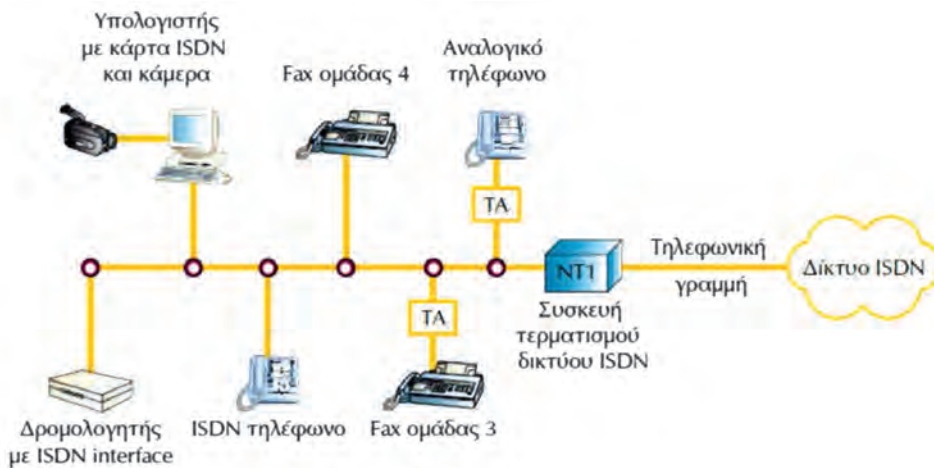 Υπολογιστής
με κάρτα ISDN
και κάμερα
Fax ομάδας 4
Αναλογικό
τηλέφωνο
TA
NT1
Τηλεφωνική
γραμμή
Δίκτυο ISDN
TA
Συσκευή
τερματισμού
δικτύου ISDN
Δρομολογητής
με ISDN interface
ISDN τηλέφωνο
Fax ομάδας 3